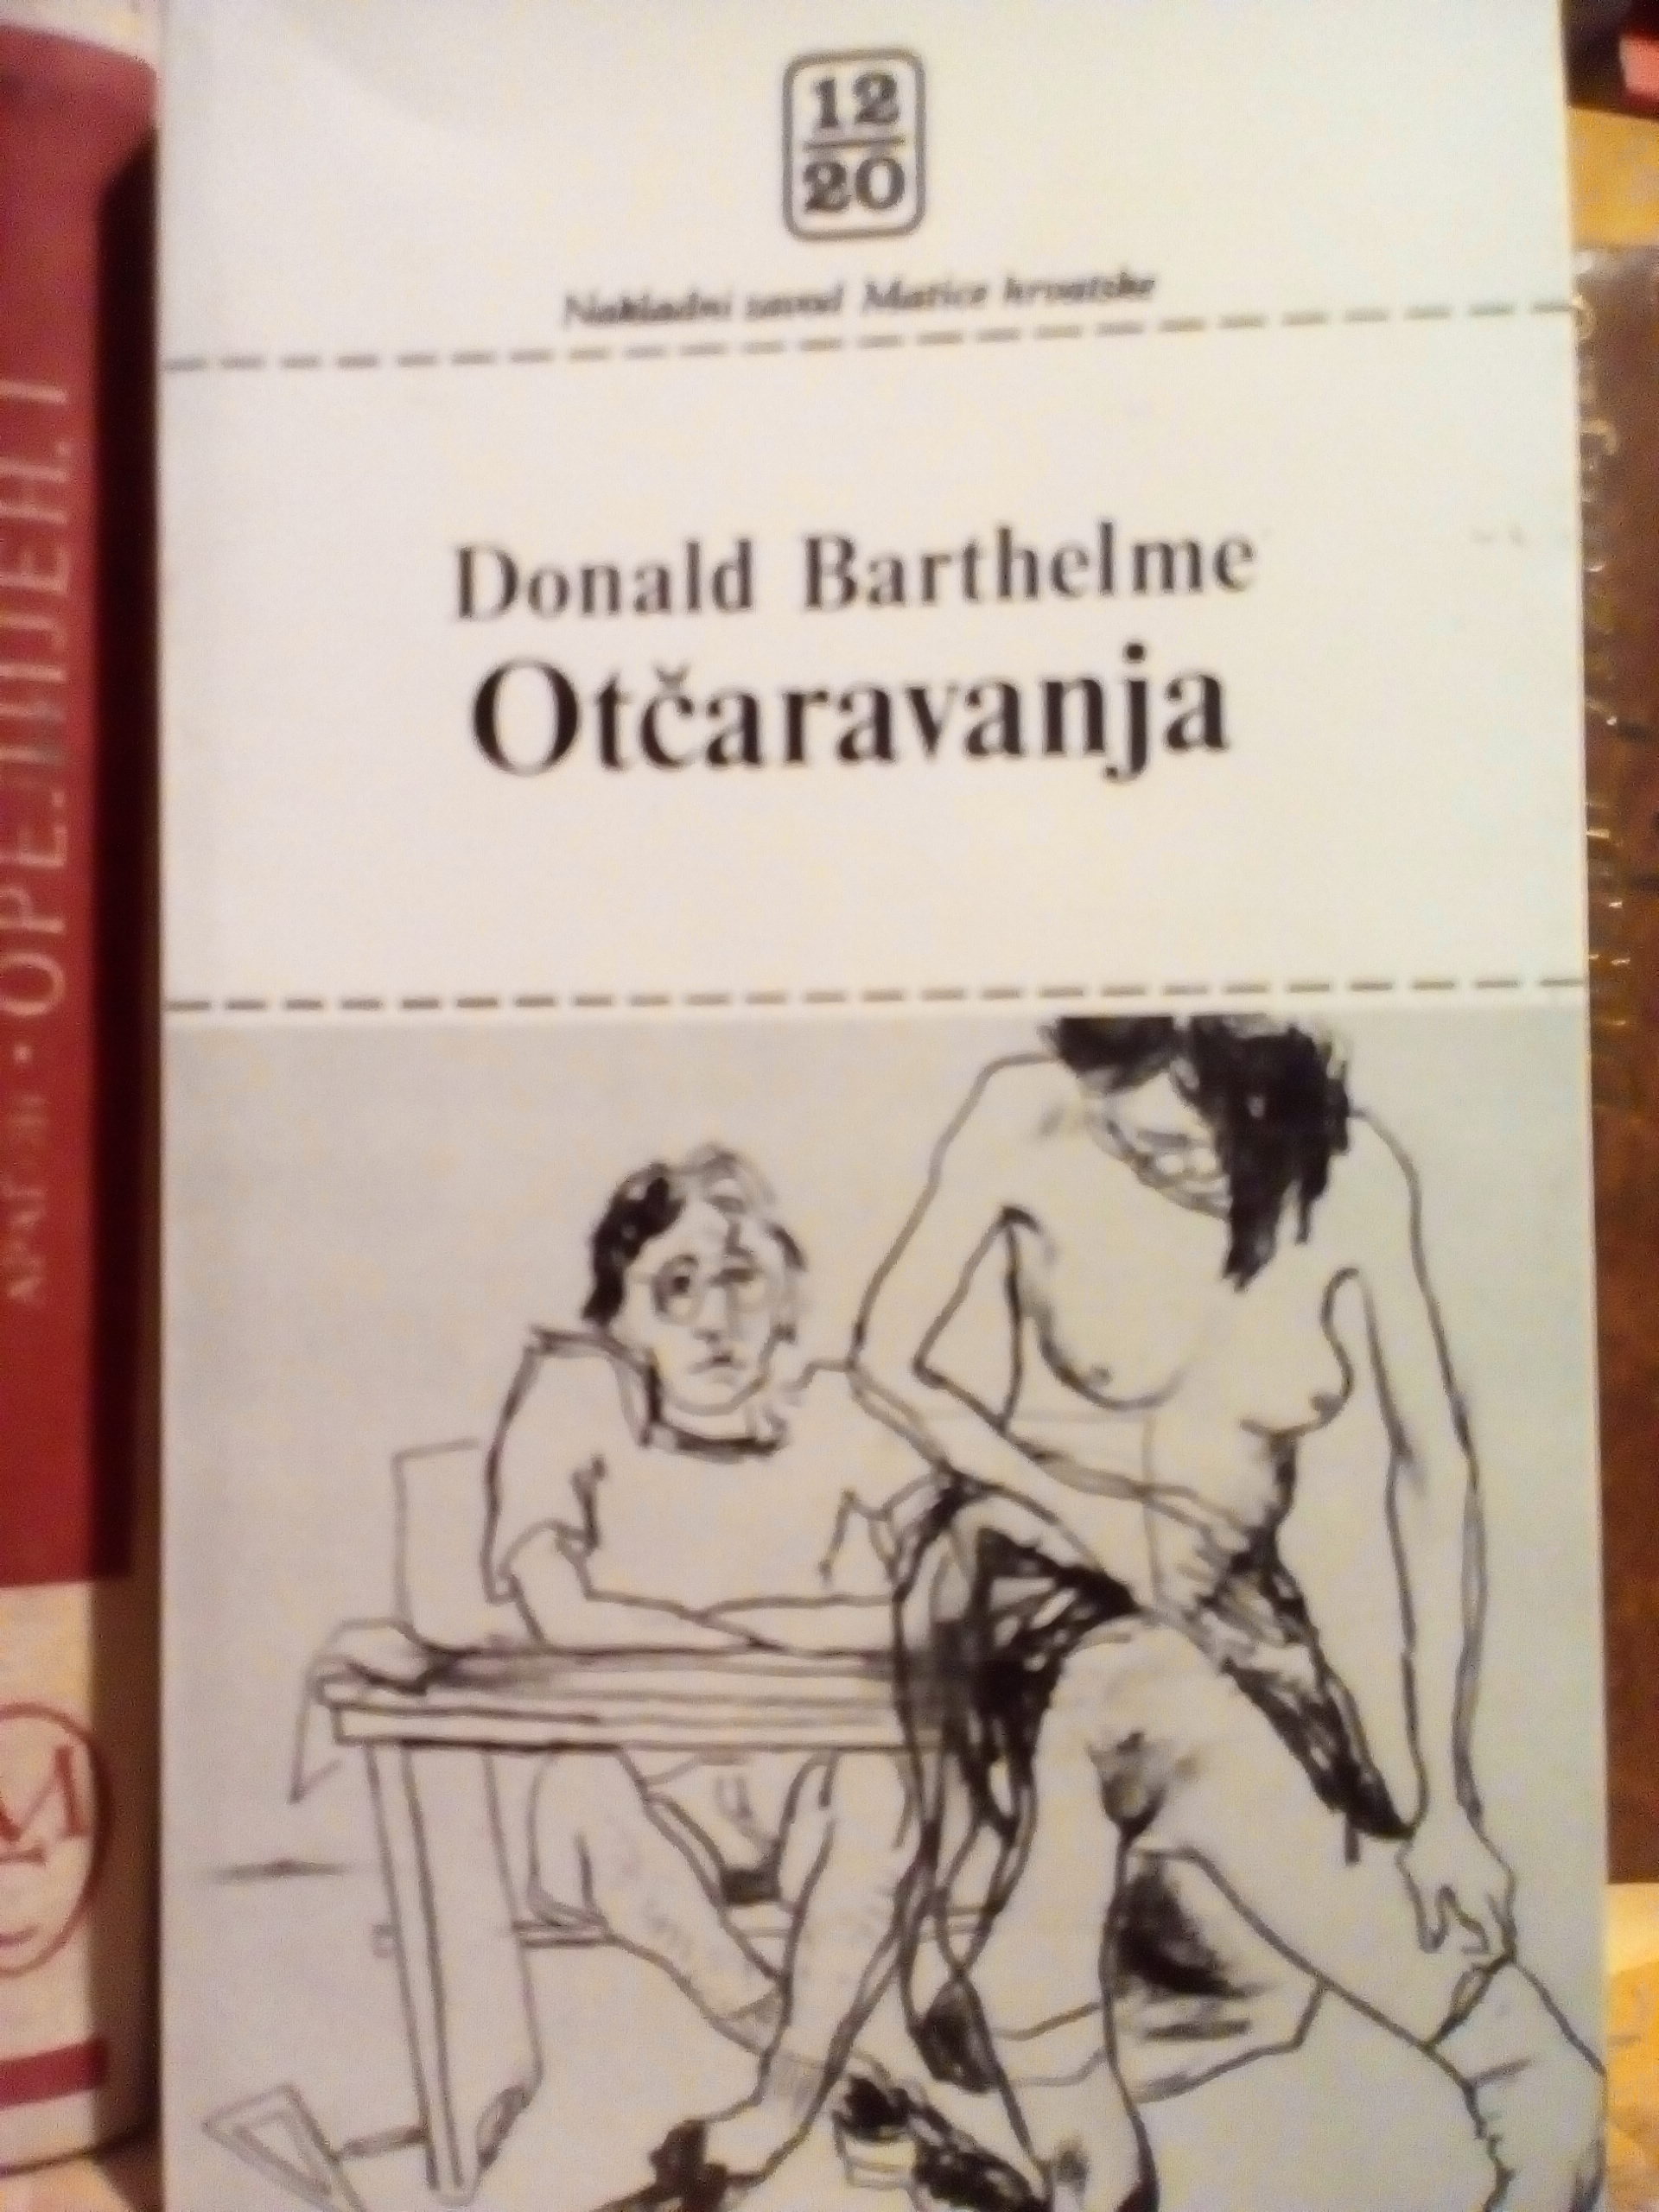 12
20
Nakladni zavod Matice hrvatske
Donald Barthelme
Otčaravanja